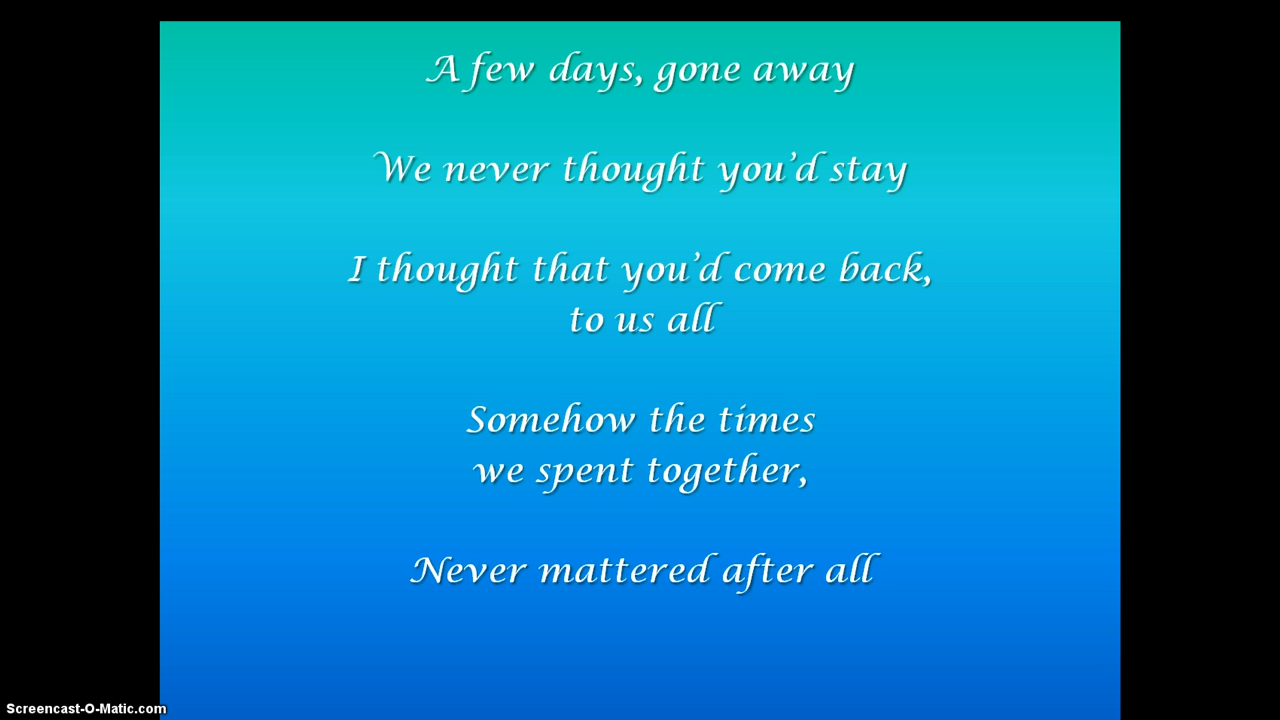 A few days, gone away
We never thought you’d stay
I thought that you’d come back,
to us all
Somehow the times
we spent together,
Never mattered after all
Screencast-O-Matic.com